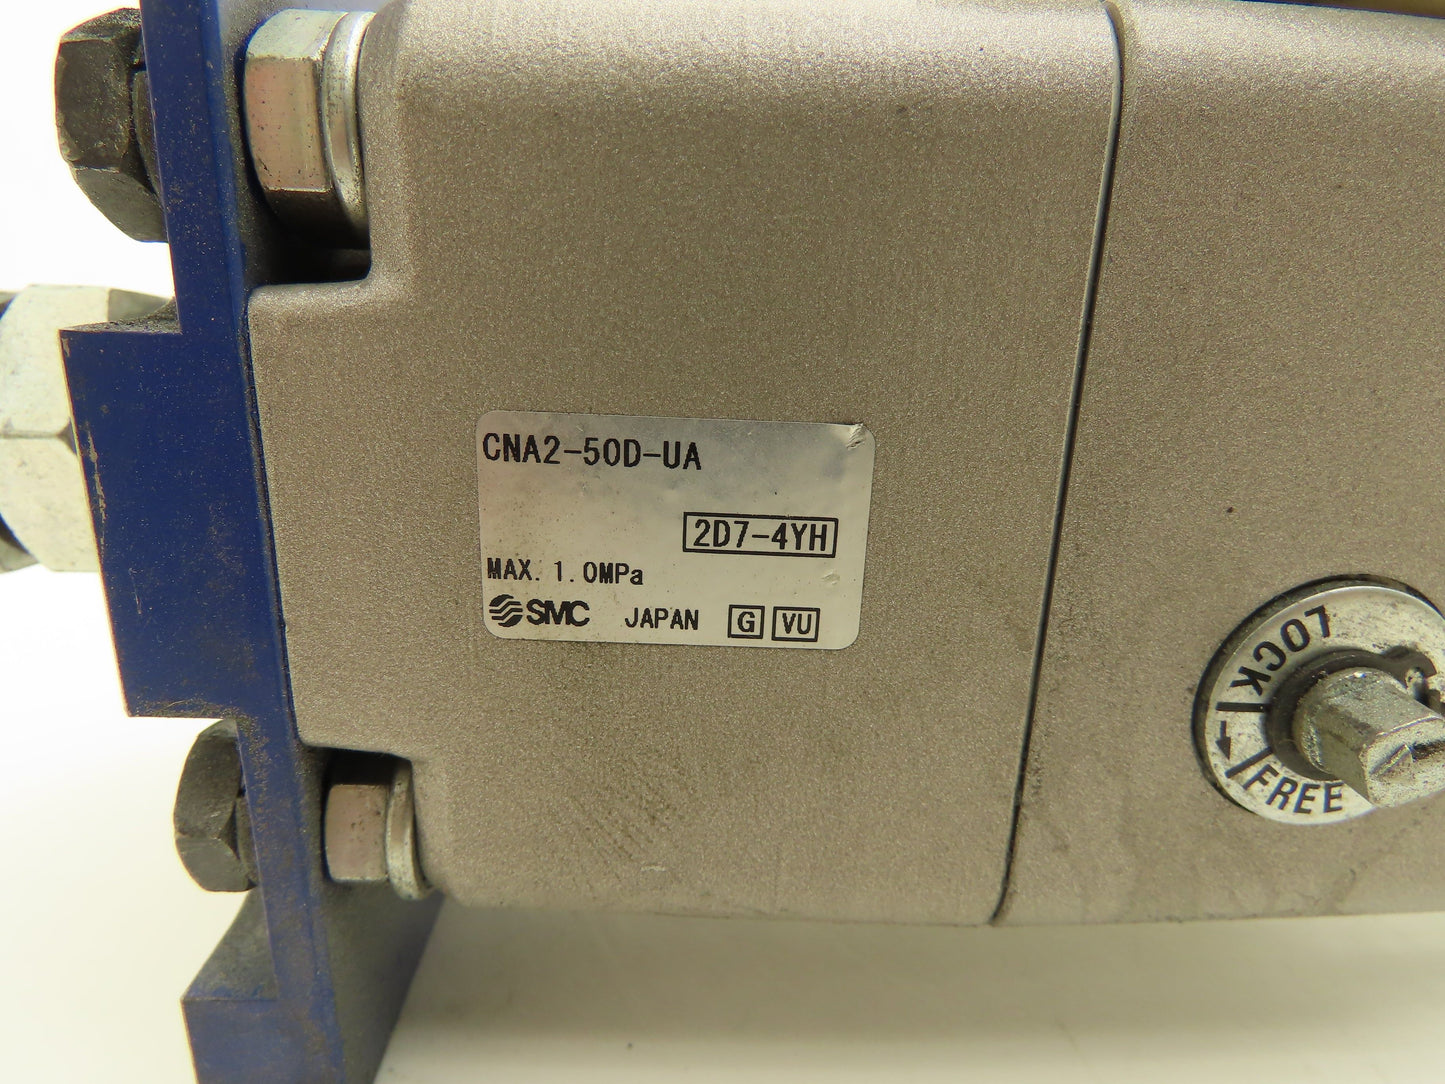 CNA2-50D-UA
2D7-4YH
MAX. 1.0MPa
SMC JAPAN G VU
LOCK
FREE